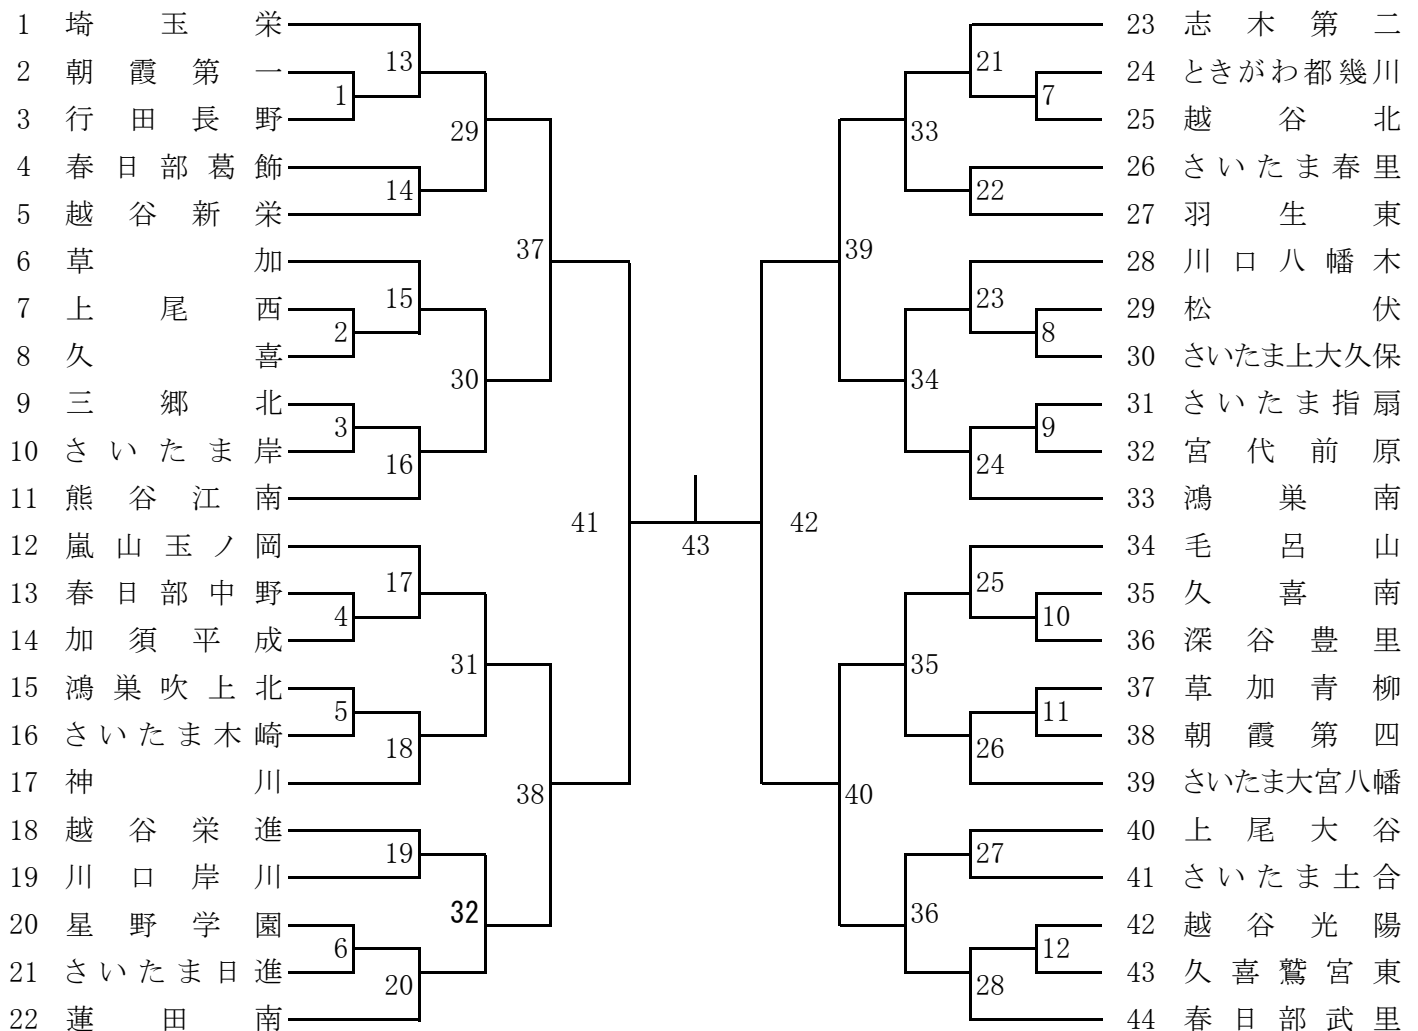 1 埼玉栄
2 朝霞第一
3 行田長野
4 春日部葛飾
5 越谷新栄
6 草加
7 上尾西
8 久喜
9 三郷北
10 さいたま岸
11 熊谷江南
12 嵐山玉ノ岡
13 春日部中野
14 加須平成
15 鴻巣吹上北
16 さいたま木崎
17 神川
18 越谷栄進
19 川口岸川
20 星野学園
21 さいたま日進
22 蓮田南
1
2
3
4
5
6
13
14
15
16
17
18
19
20
29
30
31
32
37
38
41
43
42
39
40
33
34
35
36
21
22
23
24
25
26
27
28
7
8
9
10
11
12
23 志木第二
24 ときがわ都幾川
25 越谷北
26 さいたま春里
27 羽生東
28 川口八幡木
29 松伏
30 さいたま上大久保
31 さいたま指扇
32 宮代前原
33 鴻巣南
34 毛呂山
35 久喜南
36 深谷豊里
37 草加青柳
38 朝霞第四
39 さいたま大宮八幡
40 上尾大谷
41 さいたま土合
42 越谷光陽
43 久喜鷲宮東
44 春日部武里